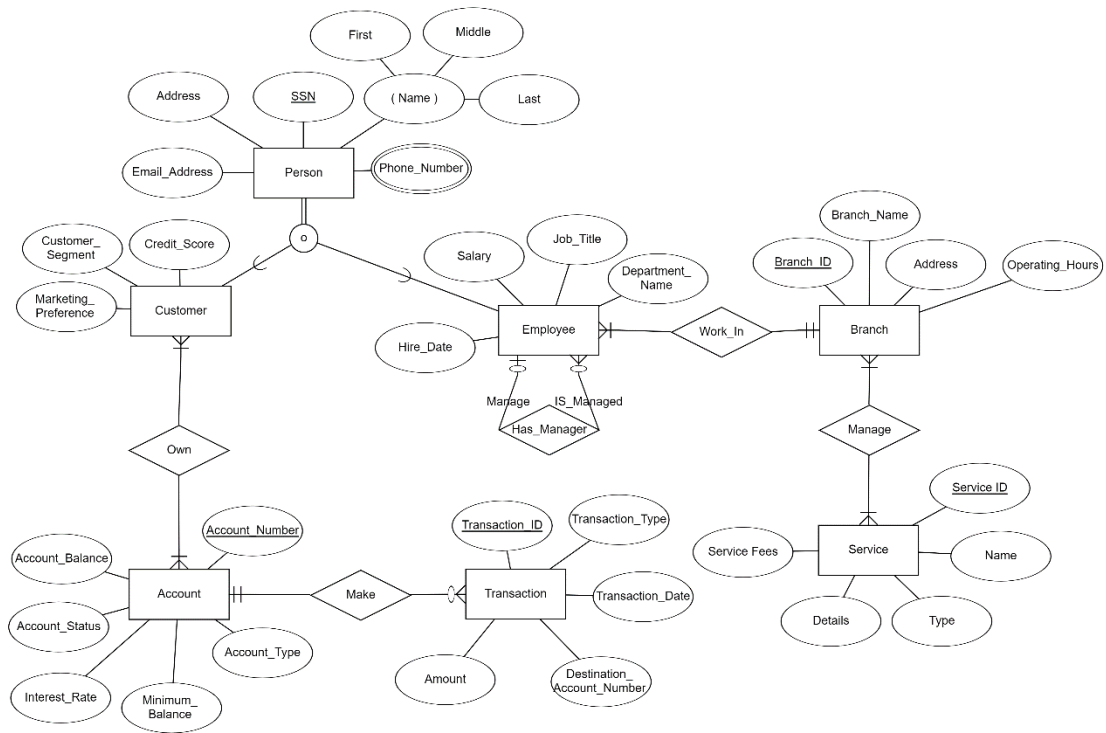 First
Middle
Address
SSN
( Name )
Last
Email_Address
Person
Phone_Number
o
Customer_
Segment
Credit_Score
Marketing_
Preference
Customer
Salary
Job_Title
Department_
Name
Hire_Date
Employee
Work_In
Branch_Name
Branch_ID
Address
Operating_Hours
Branch
Manage
IS_Managed
Has_Manager
Manage
Own
Service ID
Service Fees
Service
Name
Details
Type
Account_Number
Account_Balance
Account
Account_Status
Account_Type
Interest_Rate
Minimum_
Balance
Make
Transaction_ID
Transaction_Type
Transaction
Transaction_Date
Amount
Destination_
Account_Number